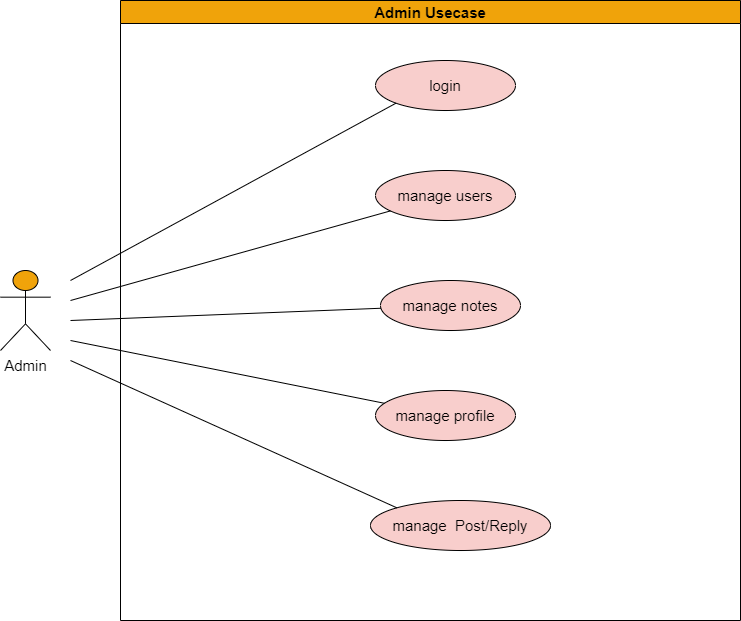 Admin Usecase
login
manage users
manage notes
Admin
manage profile
manage  Post/Reply